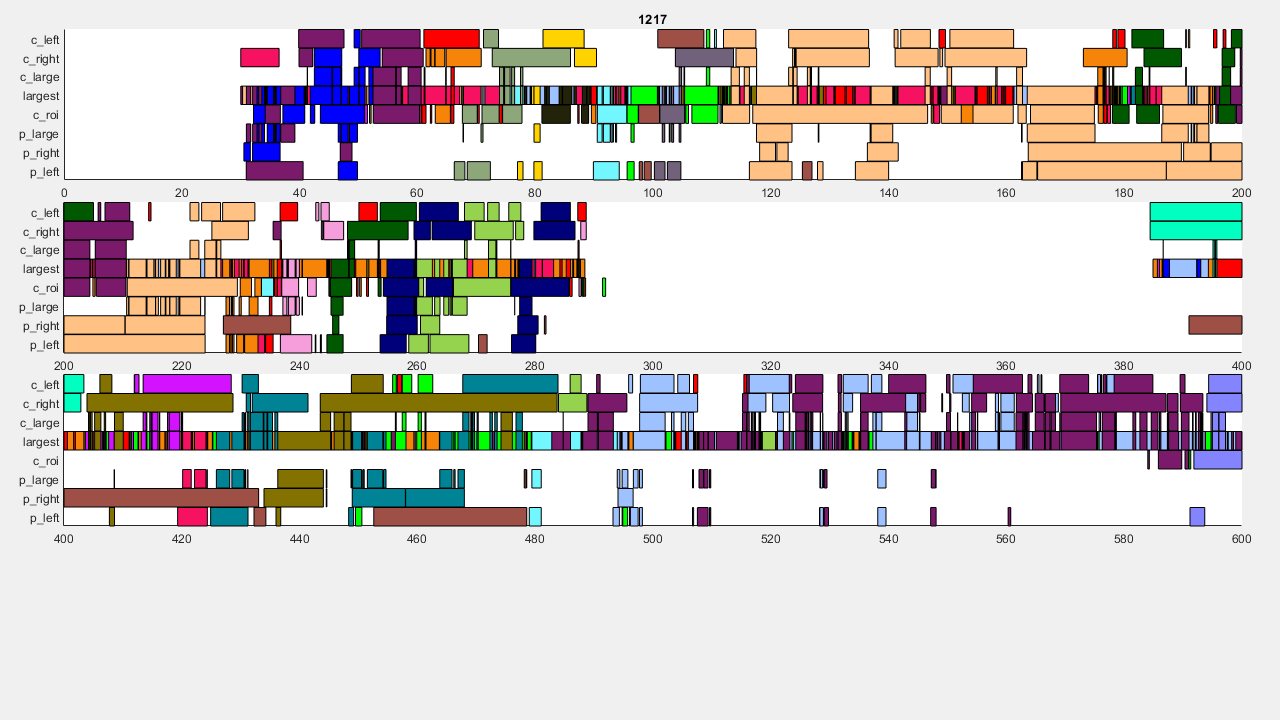 1217
c_left
c_right
c_large
largest
c_roi
p_large
p_right
p_left
0 20 40 60 80 100 120 140 160 180 200
c_left
c_right
c_large
largest
c_roi
p_large
p_right
p_left
200 220 240 260 280 300 320 340 360 380 400
c_left
c_right
c_large
largest
c_roi
p_large
p_right
p_left
400 420 440 460 480 500 520 540 560 580 600